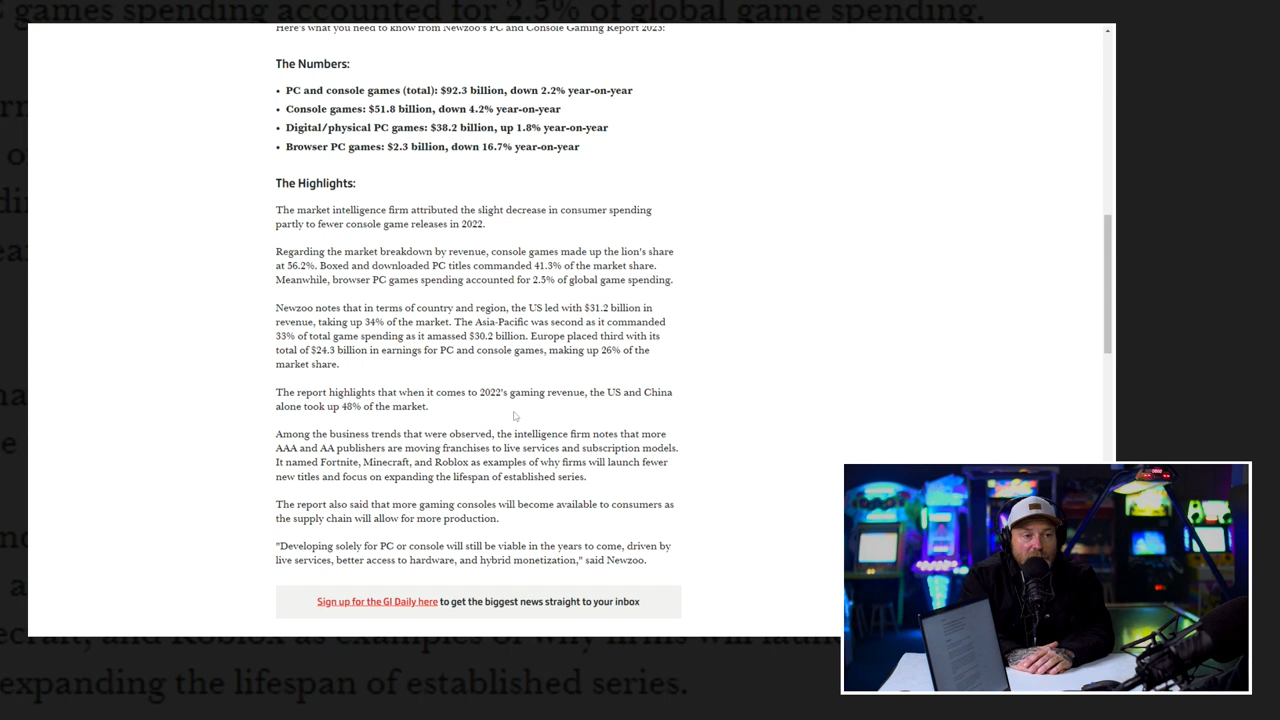 s games spending accounted for 2.5% of global game spending.
Here's what you need to know from Newzoo's PC and Console Gaming Report 2023:
The Numbers:
• PC and console games (total): $92.3 billion, down 2.2% year-on-year
• Console games: $51.8 billion, down 4.2% year-on-year
• Digital/physical PC games: $38.2 billion, up 1.8% year-on-year
• Browser PC games: $2.3 billion, down 16.7% year-on-year
The Highlights:
The market intelligence firm attributed the slight decrease in consumer spending
partly to fewer console game releases in 2022.
Regarding the market breakdown by revenue, console games made up the lion's share
at 56.2%. Boxed and downloaded PC titles commanded 41.3% of the market share.
Meanwhile, browser PC games spending accounted for 2.5% of global game spending.
Newzoo notes that in terms of country and region, the US led with $31.2 billion in
revenue, taking up 34% of the market. The Asia-Pacific was second as it commanded
33% of total game spending as it amassed $30.2 billion. Europe placed third with its
total of $24.3 billion in earnings for PC and console games, making up 26% of the
market share.
The report highlights that when it comes to 2022's gaming revenue, the US and China
alone took up 48% of the market.
Among the business trends that were observed, the intelligence firm notes that more
AAA and AA publishers are moving franchises to live services and subscription models.
It named Fortnite, Minecraft, and Roblox as examples of why firms will launch fewer
new titles and focus on expanding the lifespan of established series.
The report also said that more gaming consoles will become available to consumers as
the supply chain will allow for more production.
"Developing solely for PC or console will still be viable in the years to come, driven by
live services, better access to hardware, and hybrid monetization," said Newzoo.
Sign up for the GI Daily here to get the biggest news straight to your inbox
ecraft, and Roblox as examples of why firms will laun
expanding the lifespan of established series.